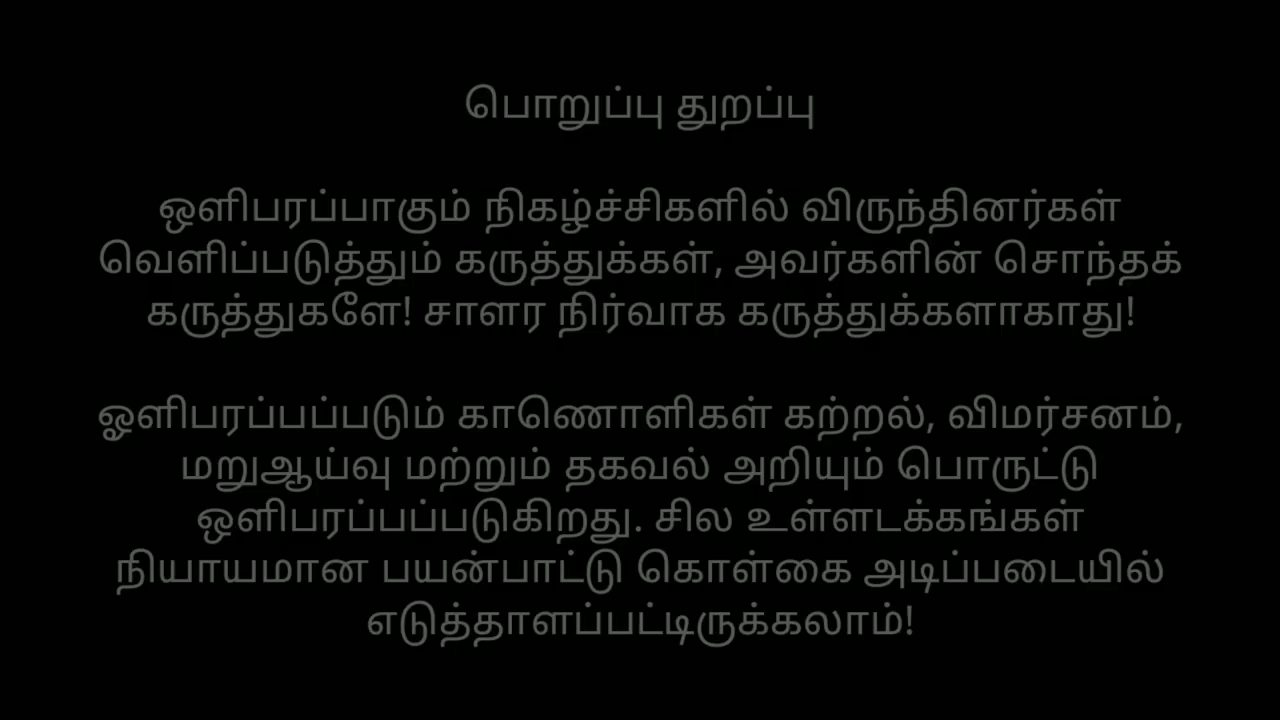 பொறுப்பு துறப்பு
ஒளிபரப்பாகும் நிகழ்ச்சிகளில் விருந்தினர்கள்
வெளிப்படுத்தும் கருத்துக்கள், அவர்களின் சொந்தக்
கருத்துகளே! சாளர நிர்வாக கருத்துக்களாகாது!
ஓளிபரப்பப்படும் காணொளிகள் கற்றல், விமர்சனம்,
மறுஆய்வு மற்றும் தகவல் அறியும் பொருட்டு
ஒளிபரப்பப்படுகிறது. சில உள்ளடக்கங்கள்
நியாயமான பயன்பாட்டு கொள்கை அடிப்படையில்
எடுத்தாளப்பட்டிருக்கலாம்!